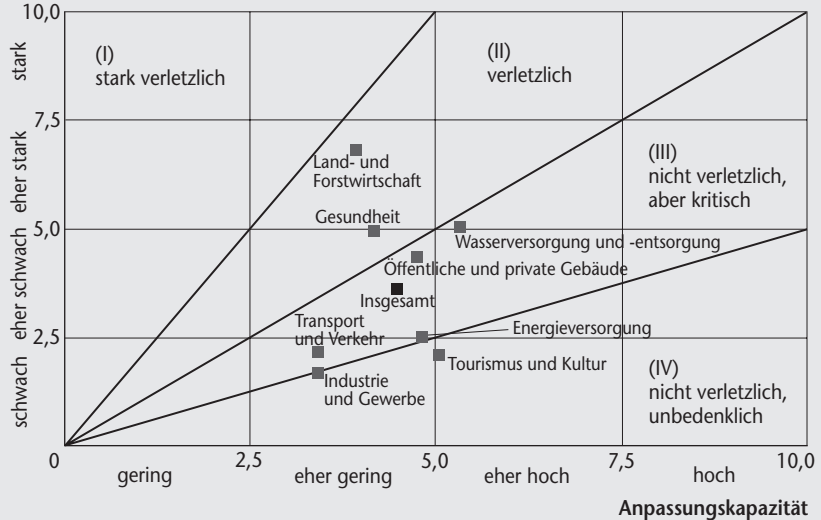 10,0
stark
(I)
stark verletzlich
(II)
verletzlich
7,5
eher stark
(III)
nicht verletzlich,
aber kritisch
Land- und
Forstwirtschaft
Gesundheit
5,0
Wasserversorgung und -entsorgung
eher schwach
Öffentliche und private Gebäude
Insgesamt
Transport
und Verkehr
Energieversorgung
2,5
schwach
Tourismus und Kultur
Industrie
und Gewerbe
(IV)
nicht verletzlich,
unbedenklich
0
2,5
5,0
7,5
10,0
gering
eher gering
eher hoch
hoch
Anpassungskapazität